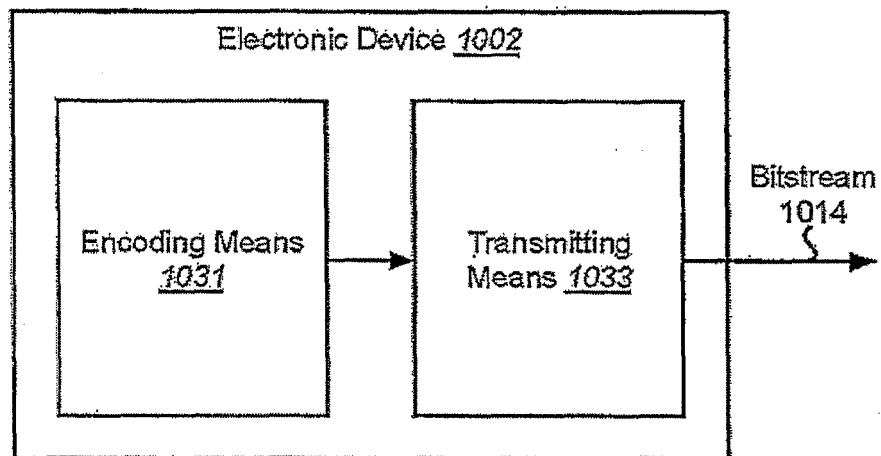 Electronic Device 1002
Encoding Means
1031
Transmitting
Means 1033
Bitstream
1014